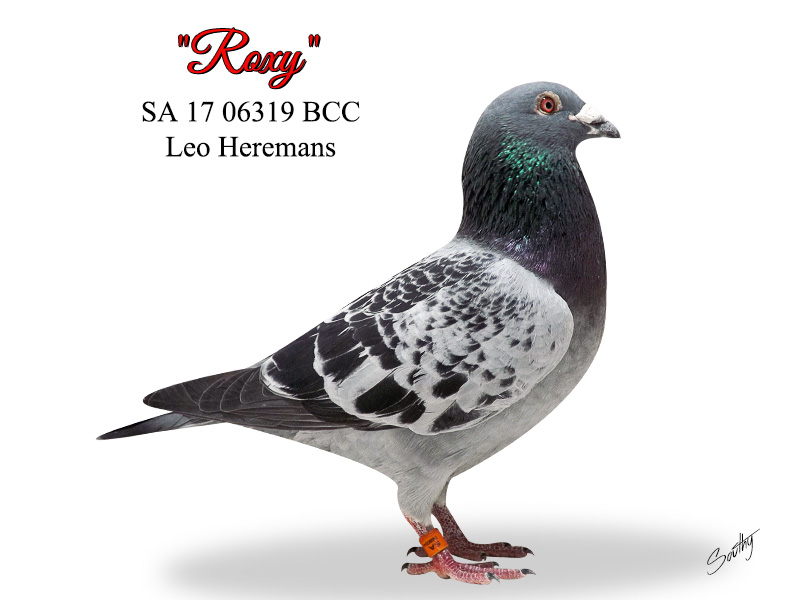 "Roxy"
SA 17 06319 BCC
Leo Heremans
Southy